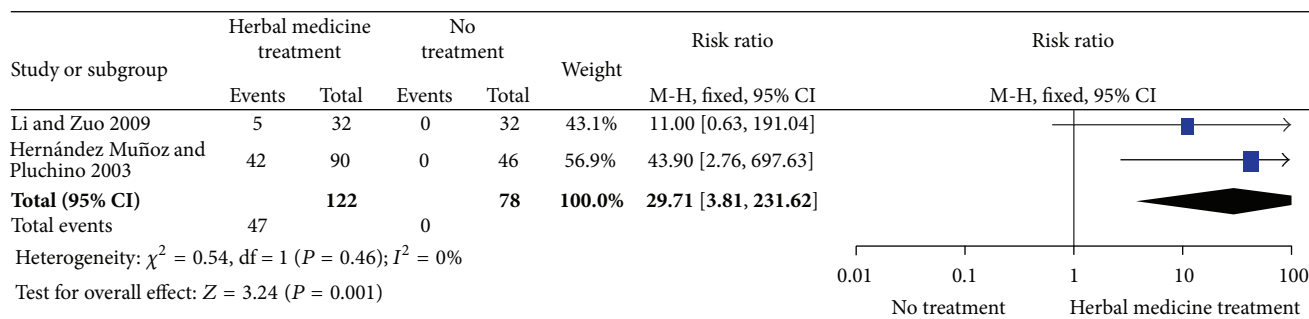 Study or subgroup Herbal medicine treatment No treatment Weight Risk ratio Risk ratio
Events Total Events Total M-H, fixed, 95% CI M-H, fixed, 95% CI
Li and Zuo 2009 5 32 0 32 43.1% 11.00 [0.63, 191.04]
Hernández Muñoz and Pluchino 2003 42 90 0 46 56.9% 43.90 [2.76, 697.63]
Total (95% CI) 122 78 100.0% 29.71 [3.81, 231.62]
Total events 47 0
Heterogeneity: χ² = 0.54, df = 1 (P = 0.46); I² = 0%
Test for overall effect: Z = 3.24 (P = 0.001)
0.01 0.1 1 10 100
No treatment Herbal medicine treatment